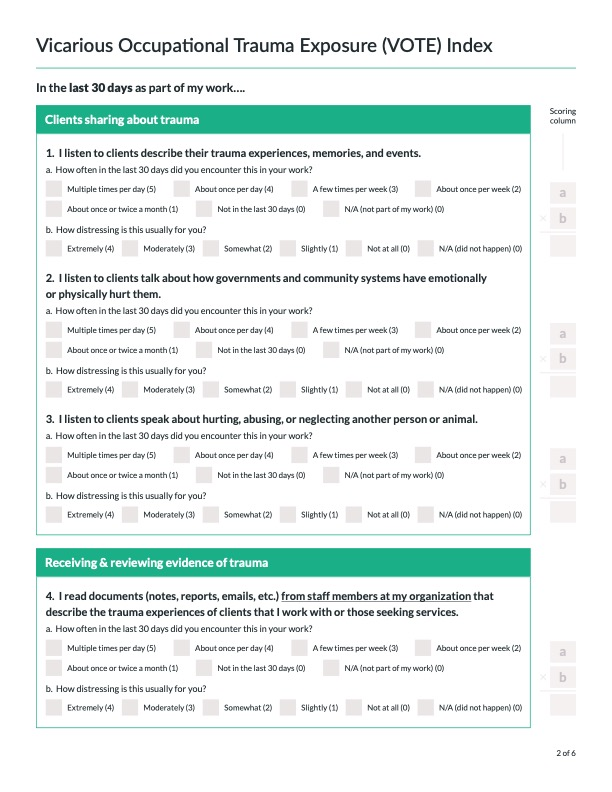 Vicarious Occupational Trauma Exposure (VOTE) Index
In the last 30 days as part of my work....
Scoring
column
Clients sharing about trauma
1. I listen to clients describe their trauma experiences, memories, and events.
a. How often in the last 30 days did you encounter this in your work?
Multiple times per day (5) About once per day (4) A few times per week (3) About once per week (2)
a
About once or twice a month (1) Not in the last 30 days (0) N/A (not part of my work) (0)
× b
b. How distressing is this usually for you?
Extremely (4) Moderately (3) Somewhat (2) Slightly (1) Not at all (0) N/A (did not happen) (0)
2. I listen to clients talk about how governments and community systems have emotionally
or physically hurt them.
a. How often in the last 30 days did you encounter this in your work?
Multiple times per day (5) About once per day (4) A few times per week (3) About once per week (2)
a
About once or twice a month (1) Not in the last 30 days (0) N/A (not part of my work) (0)
× b
b. How distressing is this usually for you?
Extremely (4) Moderately (3) Somewhat (2) Slightly (1) Not at all (0) N/A (did not happen) (0)
3. I listen to clients speak about hurting, abusing, or neglecting another person or animal.
a. How often in the last 30 days did you encounter this in your work?
Multiple times per day (5) About once per day (4) A few times per week (3) About once per week (2)
a
About once or twice a month (1) Not in the last 30 days (0) N/A (not part of my work) (0)
× b
b. How distressing is this usually for you?
Extremely (4) Moderately (3) Somewhat (2) Slightly (1) Not at all (0) N/A (did not happen) (0)
Receiving & reviewing evidence of trauma
4. I read documents (notes, reports, emails, etc.) from staff members at my organization that
describe the trauma experiences of clients that I work with or those seeking services.
a. How often in the last 30 days did you encounter this in your work?
Multiple times per day (5) About once per day (4) A few times per week (3) About once per week (2)
a
About once or twice a month (1) Not in the last 30 days (0) N/A (not part of my work) (0)
× b
b. How distressing is this usually for you?
Extremely (4) Moderately (3) Somewhat (2) Slightly (1) Not at all (0) N/A (did not happen) (0)
2 of 6